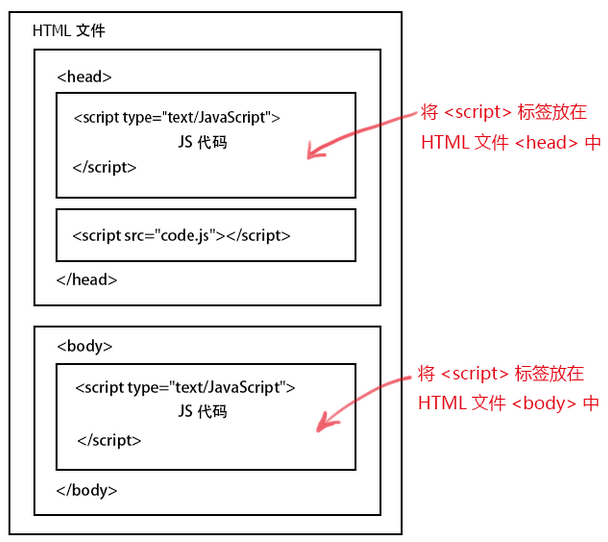 HTML 文件
<head>
<script type="text/JavaScript">
JS 代码
</script>
<script src="code.js"></script>
</head>
将 <script> 标签放在
HTML 文件 <head> 中
<body>
<script type="text/JavaScript">
JS 代码
</script>
</body>
将 <script> 标签放在
HTML 文件 <body> 中